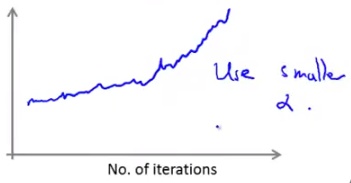 Use smaller
α.
No. of iterations